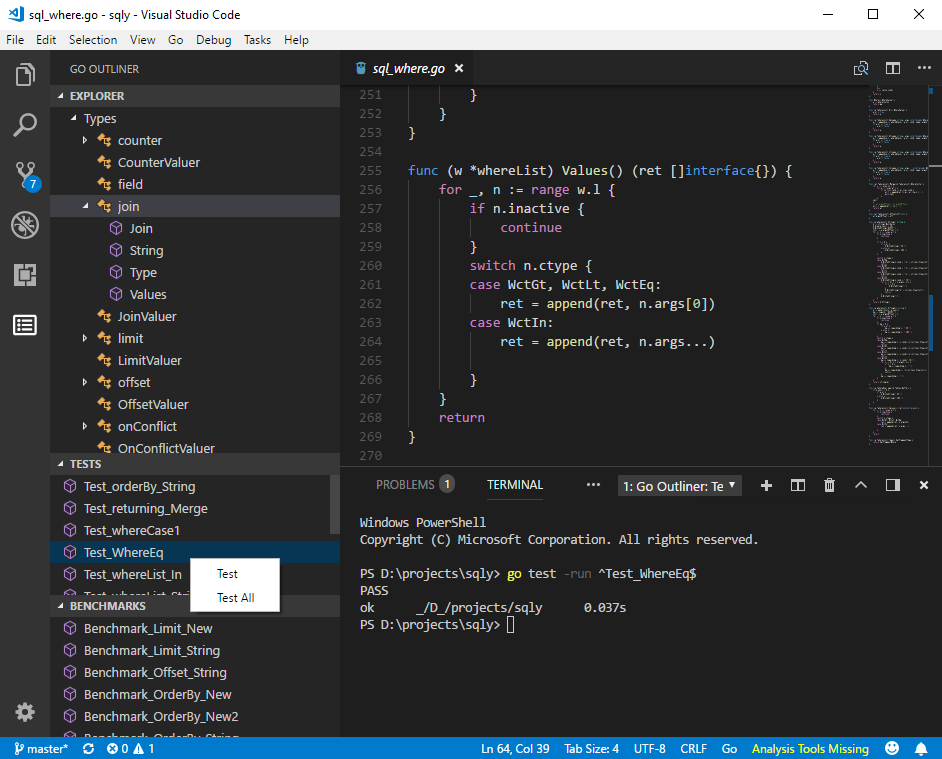 sql_where.go - sqly - Visual Studio Code
File Edit Selection View Go Debug Tasks Help
GO OUTLINER
EXPLORER
Types
counter
CounterValuer
field
join
Join
String
Type
Values
JoinValuer
limit
LimitValuer
offset
OffsetValuer
onConflict
OnConflictValuer
7
TESTS
Test_orderBy_String
Test_returning_Merge
Test_whereCase1
Test_WhereEq
Test_whereList_In
Test_whereList_Stri
Test
Test All
BENCHMARKS
Benchmark_Limit_New
Benchmark_Limit_String
Benchmark_Offset_String
Benchmark_OrderBy_New
Benchmark_OrderBy_New2
Benchmark_OrderBy_String
sql_where.go
251 }
252 }
253 }
254
255 func (w *whereList) Values() (ret []interface{}) {
256 for _, n := range w.l {
257 if n.inactive {
258 continue
259 }
260 switch n.ctype {
261 case WctGt, WctLt, WctEq:
262 ret = append(ret, n.args[0])
263 case WctIn:
264 ret = append(ret, n.args...)
265
266 }
267 }
268 return
269 }
270
PROBLEMS 1 TERMINAL ··· 1: Go Outliner: Te
Windows PowerShell
Copyright (C) Microsoft Corporation. All rights reserved.
PS D:\projects\sqly> go test -run ^Test_WhereEq$
PASS
ok _/D_/projects/sqly 0.037s
PS D:\projects\sqly>
master* 0 1 Ln 64, Col 39 Tab Size: 4 UTF-8 CRLF Go Analysis Tools Missing